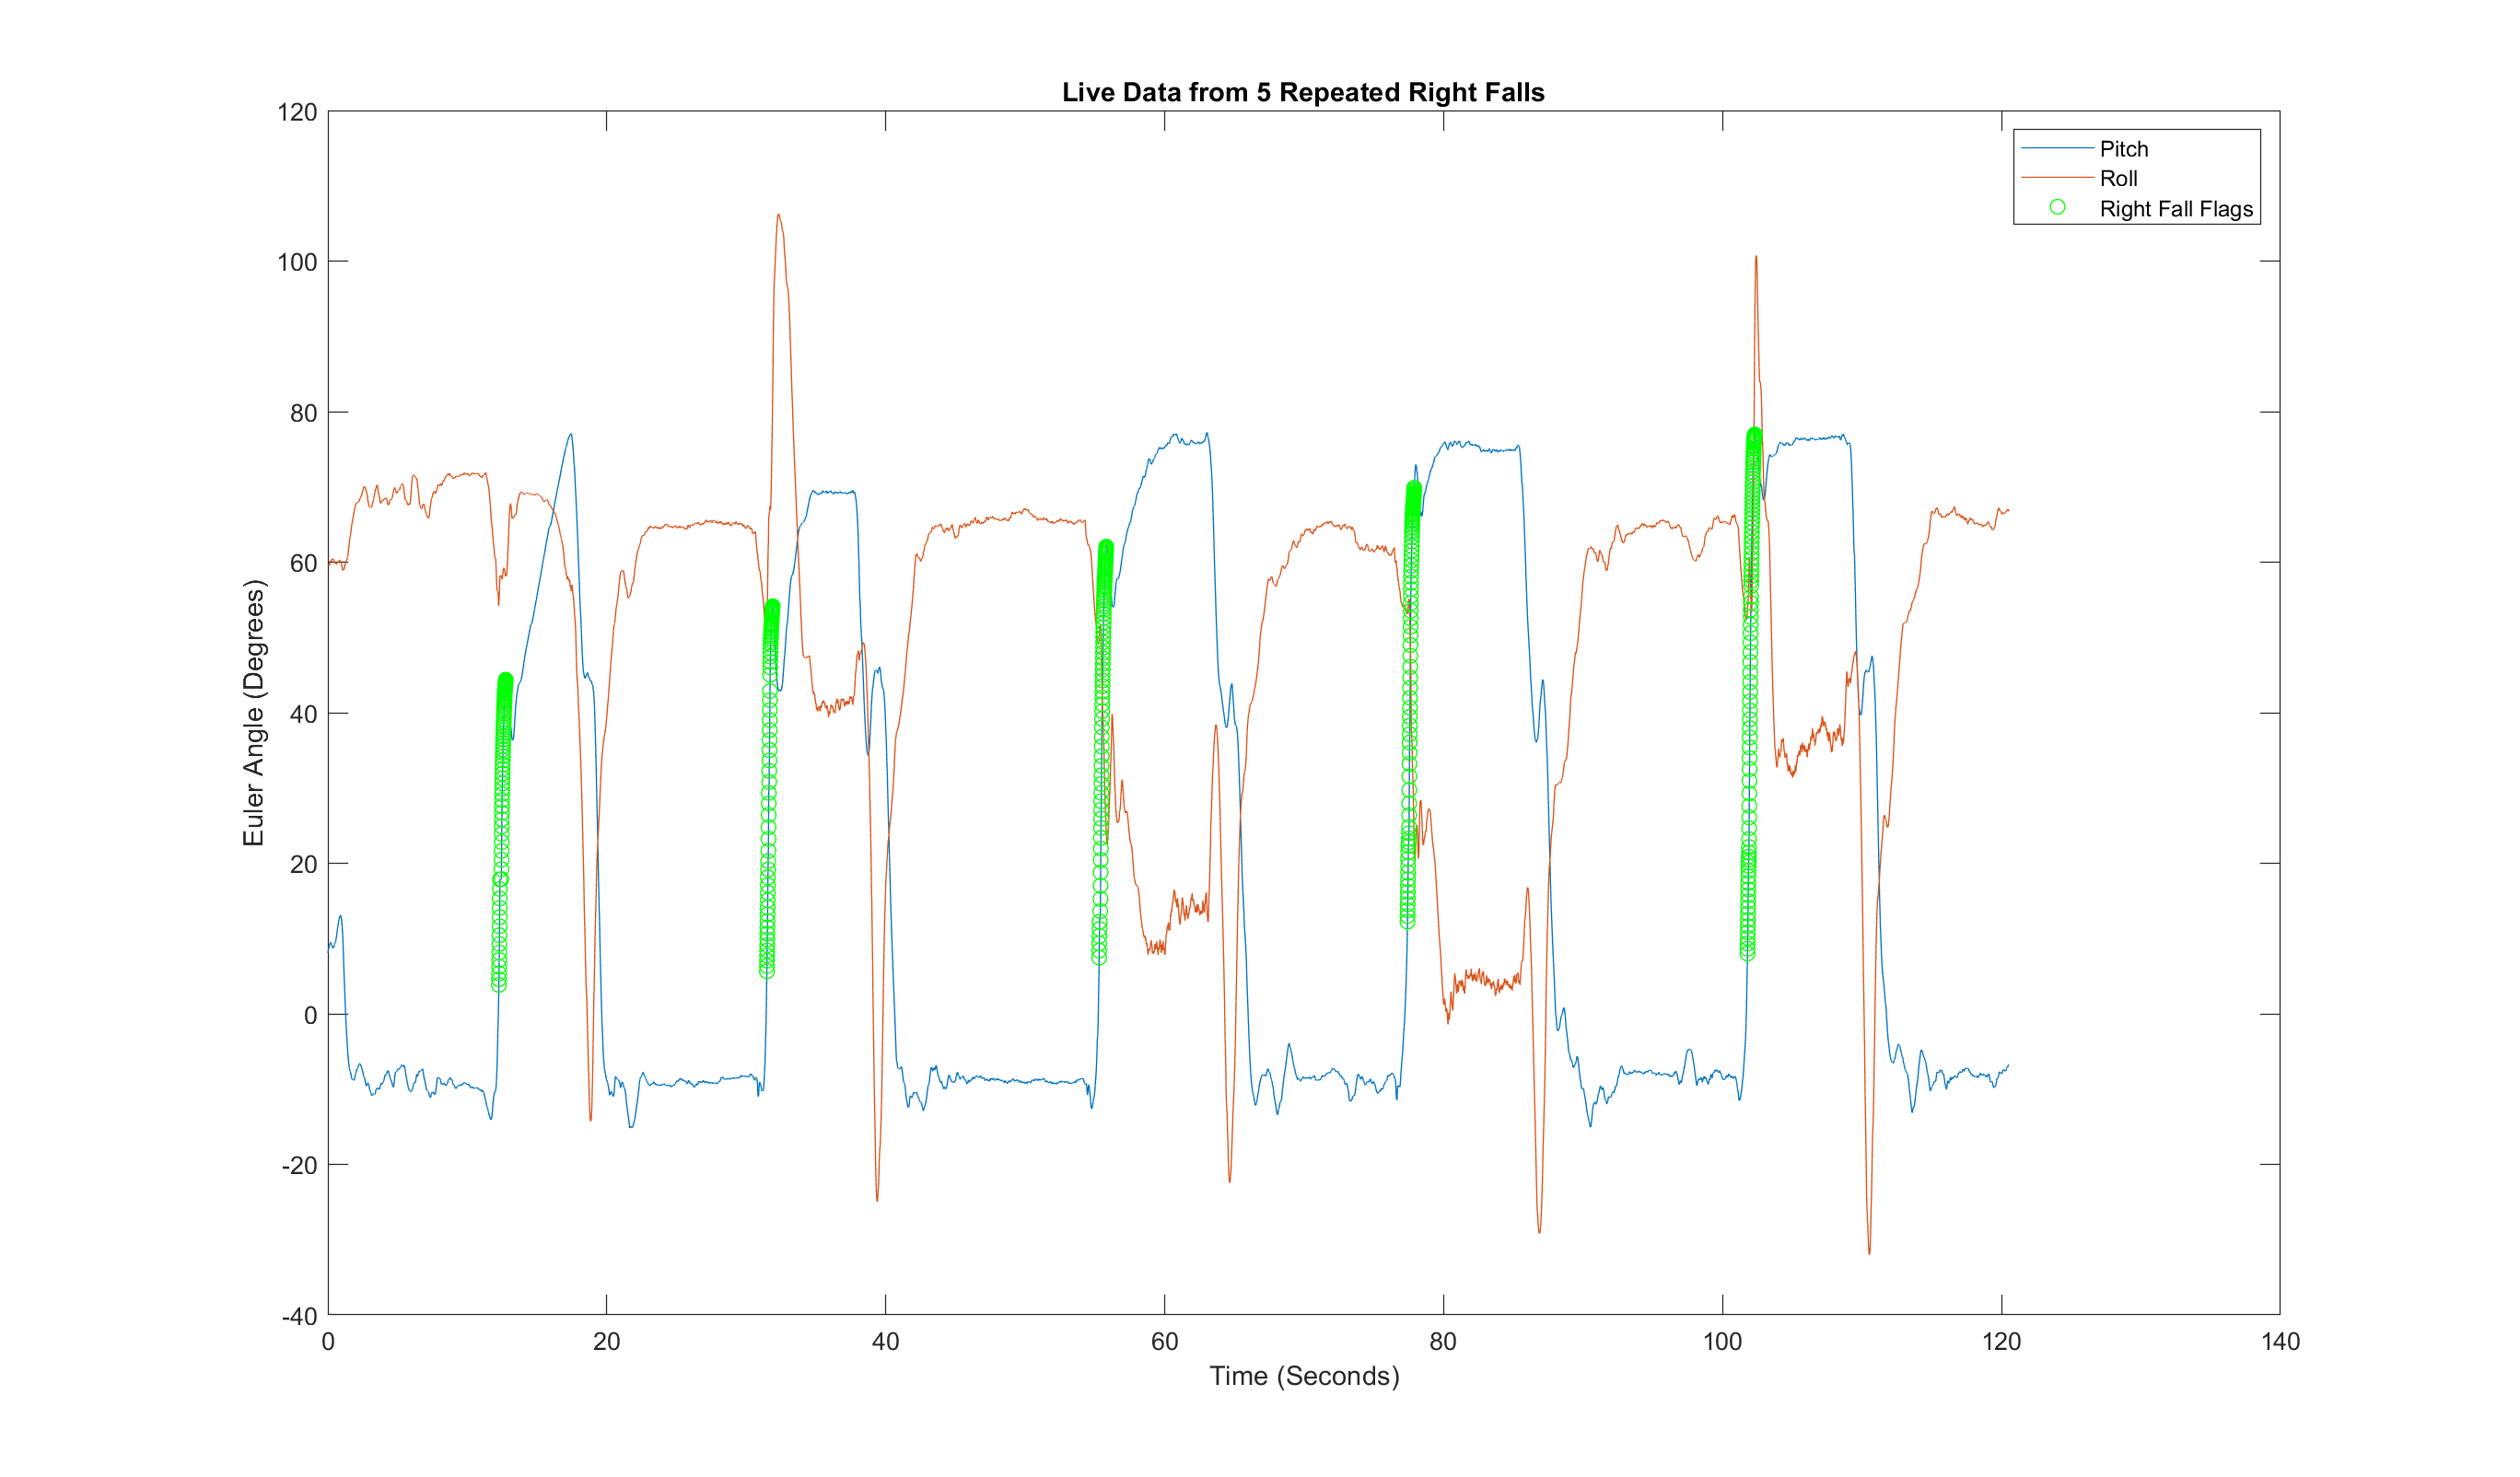 Live Data from 5 Repeated Right Falls
120
100
80
60
40
20
0
-20
-40
Euler Angle (Degrees)
Pitch
Roll
Right Fall Flags
0 20 40 60 80 100 120 140
Time (Seconds)